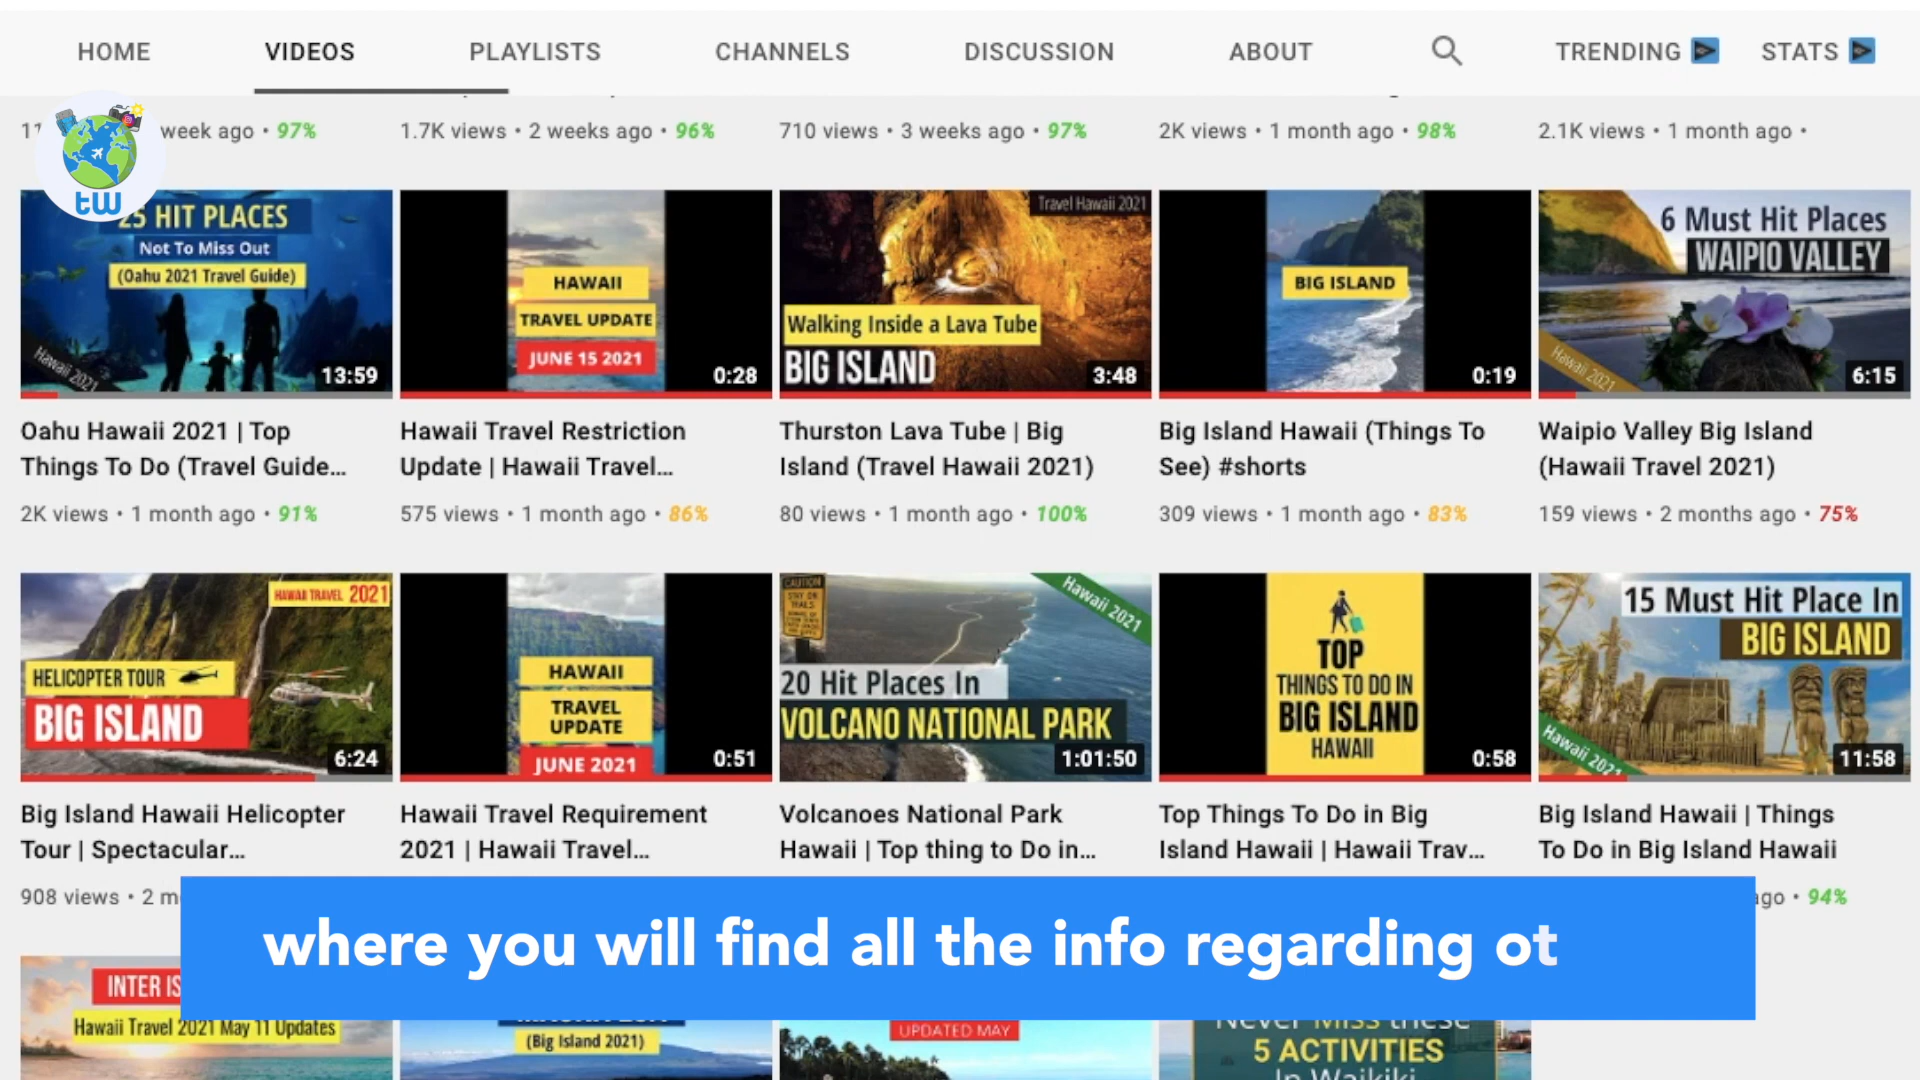 HOME VIDEOS PLAYLISTS CHANNELS DISCUSSION ABOUT TRENDING STATS
week ago • 97% 1.7K views • 2 weeks ago • 96% 710 views • 3 weeks ago • 97% 2K views • 1 month ago • 98% 2.1K views • 1 month ago •
tw
25 HIT PLACES
Not To Miss Out
(Oahu 2021 Travel Guide)
Hawaii 2021
13:59
HAWAII
TRAVEL UPDATE
JUNE 15 2021
0:28
Travel Hawaii 2021
Walking Inside a Lava Tube
BIG ISLAND
3:48
BIG ISLAND
0:19
6 Must Hit Places
WAIPIO VALLEY
Hawaii 2021
6:15
Oahu Hawaii 2021 | Top
Things To Do (Travel Guide...
2K views • 1 month ago • 91%
Hawaii Travel Restriction
Update | Hawaii Travel...
575 views • 1 month ago • 86%
Thurston Lava Tube | Big
Island (Travel Hawaii 2021)
80 views • 1 month ago • 100%
Big Island Hawaii (Things To
See) #shorts
309 views • 1 month ago • 83%
Waipio Valley Big Island
(Hawaii Travel 2021)
159 views • 2 months ago • 75%
HAWAII TRAVEL 2021
HELICOPTER TOUR
BIG ISLAND
6:24
HAWAII
TRAVEL
UPDATE
JUNE 2021
0:51
CAUTION
STAY ON
TRAILS
Hawaii 2021
20 Hit Places In
VOLCANO NATIONAL PARK
1:01:50
TOP
THINGS TO DO IN
BIG ISLAND
HAWAII
0:58
15 Must Hit Place In
BIG ISLAND
Hawaii 2021
11:58
Big Island Hawaii Helicopter
Tour | Spectacular...
908 views • 2 m
Hawaii Travel Requirement
2021 | Hawaii Travel...
Volcanoes National Park
Hawaii | Top thing to Do in...
Top Things To Do in Big
Island Hawaii | Hawaii Trav...
Big Island Hawaii | Things
To Do in Big Island Hawaii
ago • 94%
where you will find all the info regarding ot
INTER IS
Hawaii Travel 2021 May 11 Updates
(Big Island 2021)
UPDATED MAY
Never Miss these
5 ACTIVITIES
In Waikiki